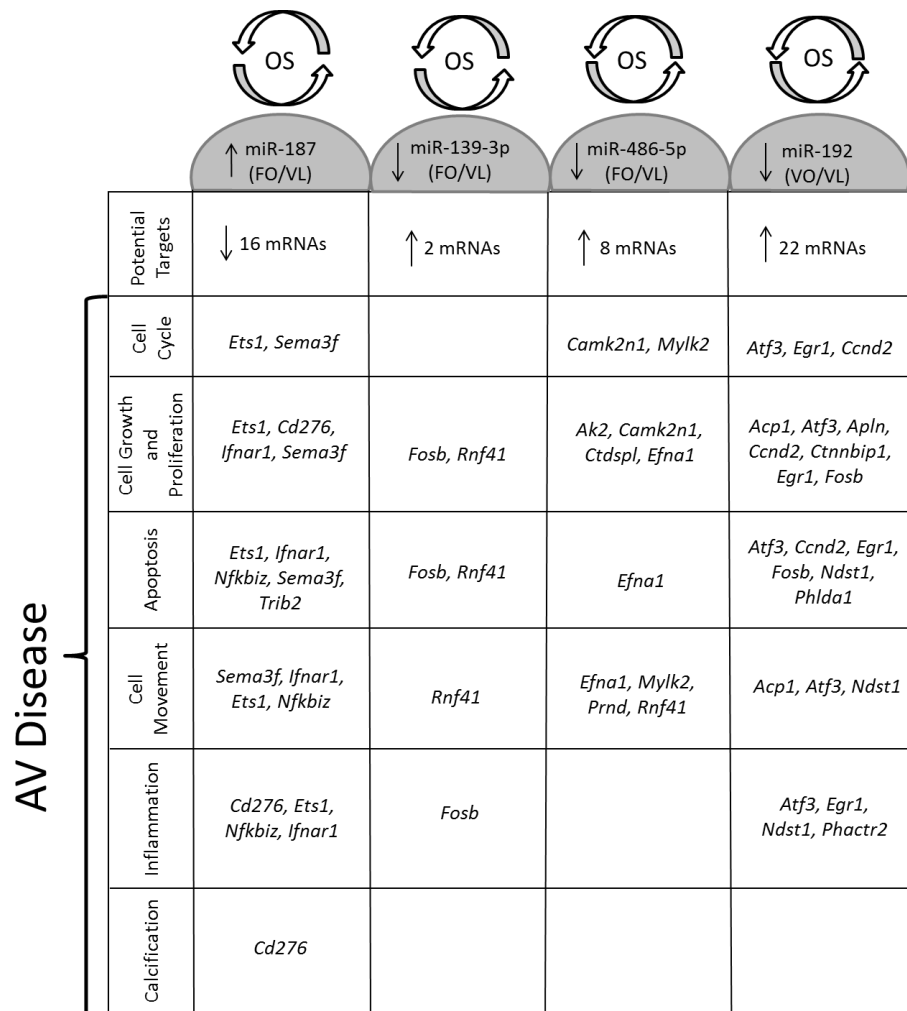 OS
OS
OS
OS
↑ miR-187
(FO/VL)
↓ miR-139-3p
(FO/VL)
↓ miR-486-5p
(FO/VL)
↓ miR-192
(VO/VL)
Potential
Targets
↓ 16 mRNAs
↑ 2 mRNAs
↑ 8 mRNAs
↑ 22 mRNAs
AV Disease
Cell
Cycle
Ets1, Sema3f
Camk2n1, Mylk2
Atf3, Egr1, Ccnd2
Cell Growth
and
Proliferation
Ets1, Cd276,
Ifnar1, Sema3f
Fosb, Rnf41
Ak2, Camk2n1,
Ctdspl, Efna1
Acp1, Atf3, Apln,
Ccnd2, Ctnnbip1,
Egr1, Fosb
Apoptosis
Ets1, Ifnar1,
Nfkbiz, Sema3f,
Trib2
Fosb, Rnf41
Efna1
Atf3, Ccnd2, Egr1,
Fosb, Ndst1,
Phlda1
Cell
Movement
Sema3f, Ifnar1,
Ets1, Nfkbiz
Rnf41
Efna1, Mylk2,
Prnd, Rnf41
Acp1, Atf3, Ndst1
Inflammation
Cd276, Ets1,
Nfkbiz, Ifnar1
Fosb
Atf3, Egr1,
Ndst1, Phactr2
Calcification
Cd276